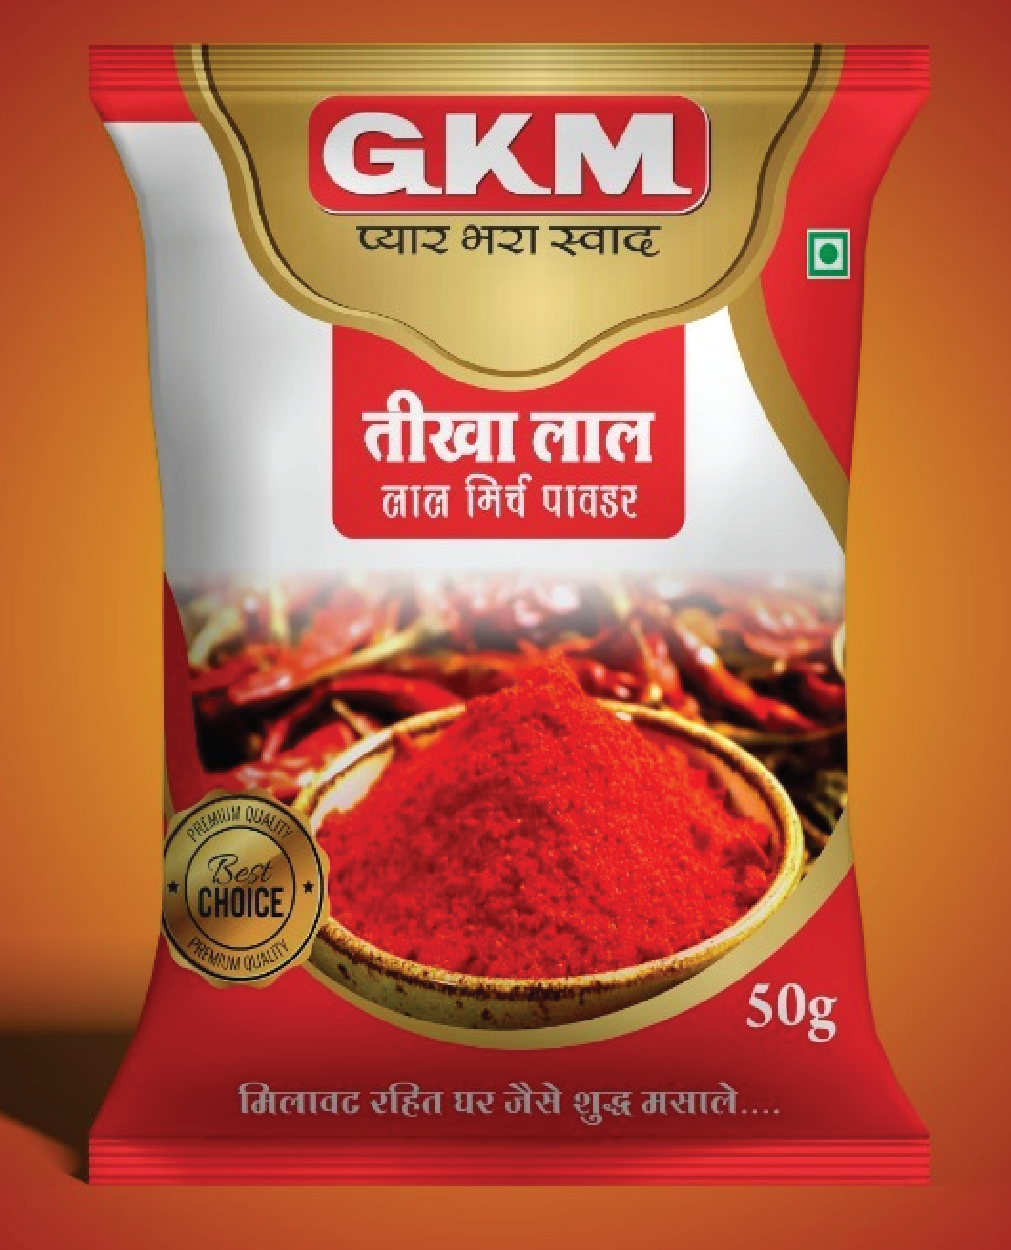 GKM
प्यार भरा स्वाद
तीखा लाल
लाल मिर्च पावडर
PREMIUM QUALITY
Best
CHOICE
PREMIUM QUALITY
50g
मिलावट रहित घर जैसे शुद्ध मसाले....